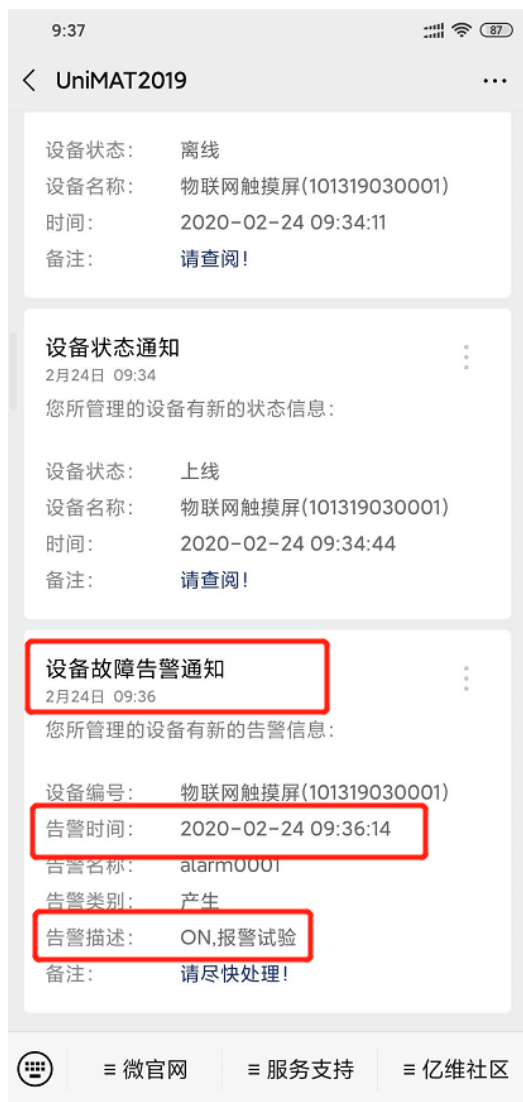 9:37
87
UniMAT2019
设备状态: 离线
设备名称: 物联网触摸屏(101319030001)
时间: 2020-02-24 09:34:11
备注: 请查阅!
设备状态通知
2月24日 09:34
您所管理的设备有新的状态信息:
设备状态: 上线
设备名称: 物联网触摸屏(101319030001)
时间: 2020-02-24 09:34:44
备注: 请查阅!
设备故障告警通知
2月24日 09:36
您所管理的设备有新的告警信息:
设备编号: 物联网触摸屏(101319030001)
告警时间: 2020-02-24 09:36:14
告警名称: alarm0001
告警类别: 产生
告警描述: ON,报警试验
备注: 请尽快处理!
微官网 服务支持 亿维社区